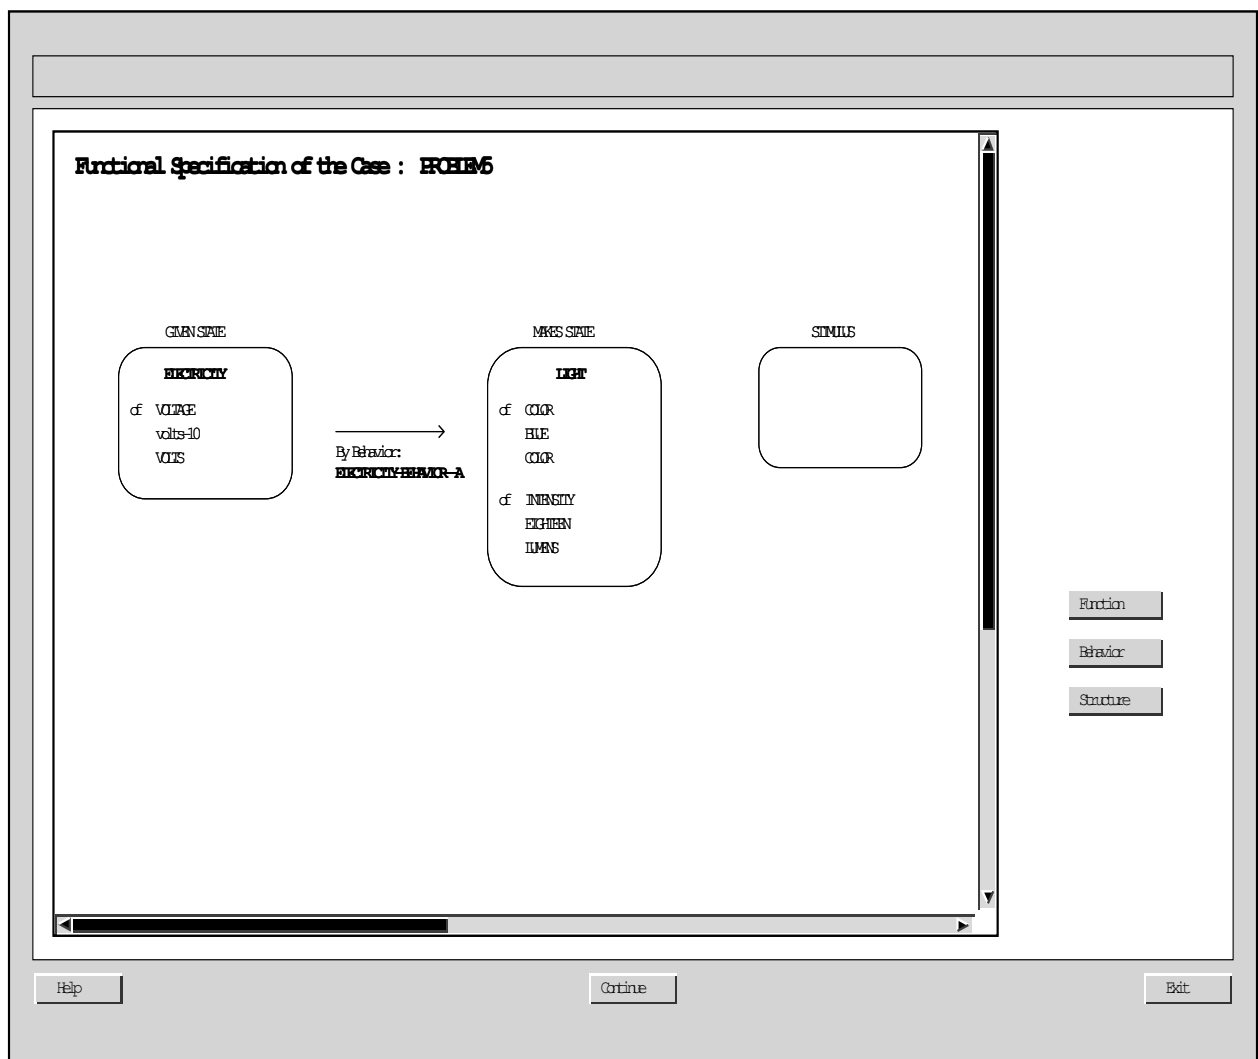 Functional Specification of the Case : PROBLEM5
GIVEN STATE
MAKES STATE
STIMULUS
ELECTRICITY
of VOLTAGE
volts-10
VOLTS
By Behavior:
ELECTRICITY-BEHAVIOR-A
LIGHT
of COLOR
BLUE
COLOR
of INTENSITY
EIGHTEEN
LUMENS
Function
Behavior
Structure
Help
Continue
Exit